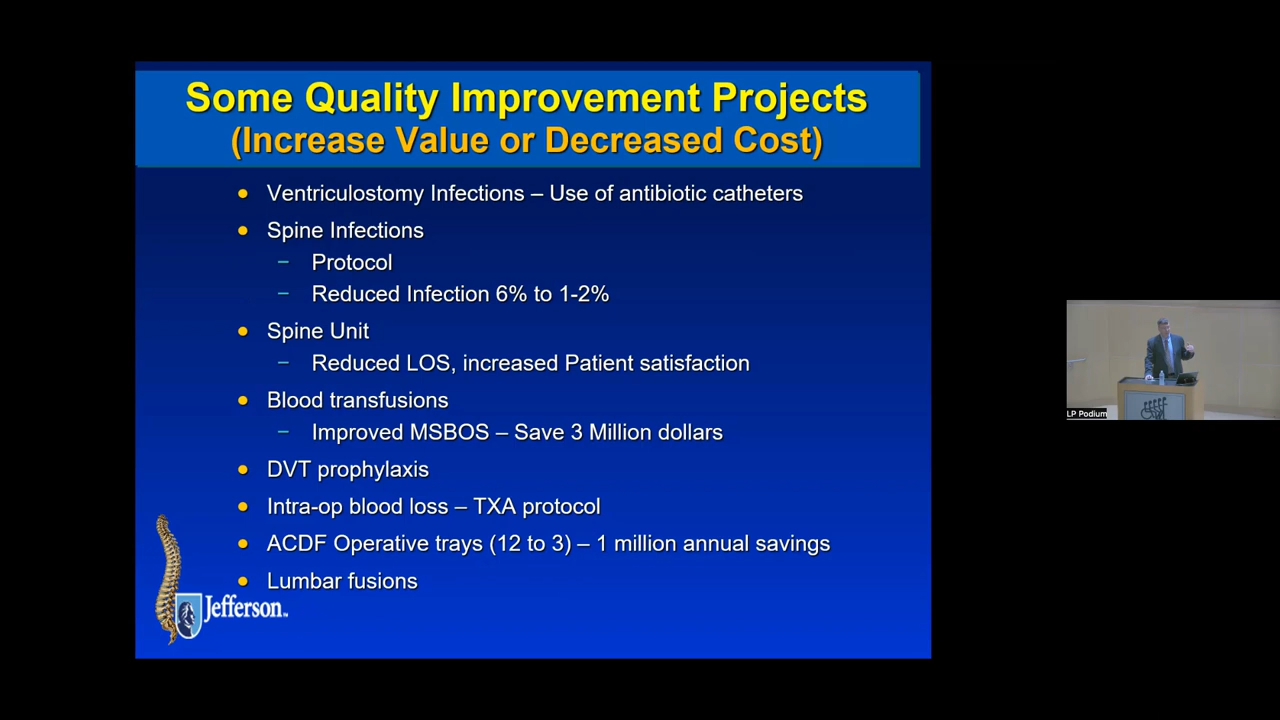 Some Quality Improvement Projects
(Increase Value or Decreased Cost)
• Ventriculostomy Infections – Use of antibiotic catheters
• Spine Infections
– Protocol
– Reduced Infection 6% to 1-2%
• Spine Unit
– Reduced LOS, increased Patient satisfaction
• Blood transfusions
– Improved MSBOS – Save 3 Million dollars
• DVT prophylaxis
• Intra-op blood loss – TXA protocol
• ACDF Operative trays (12 to 3) – 1 million annual savings
• Lumbar fusions
Jefferson™
LP Podium